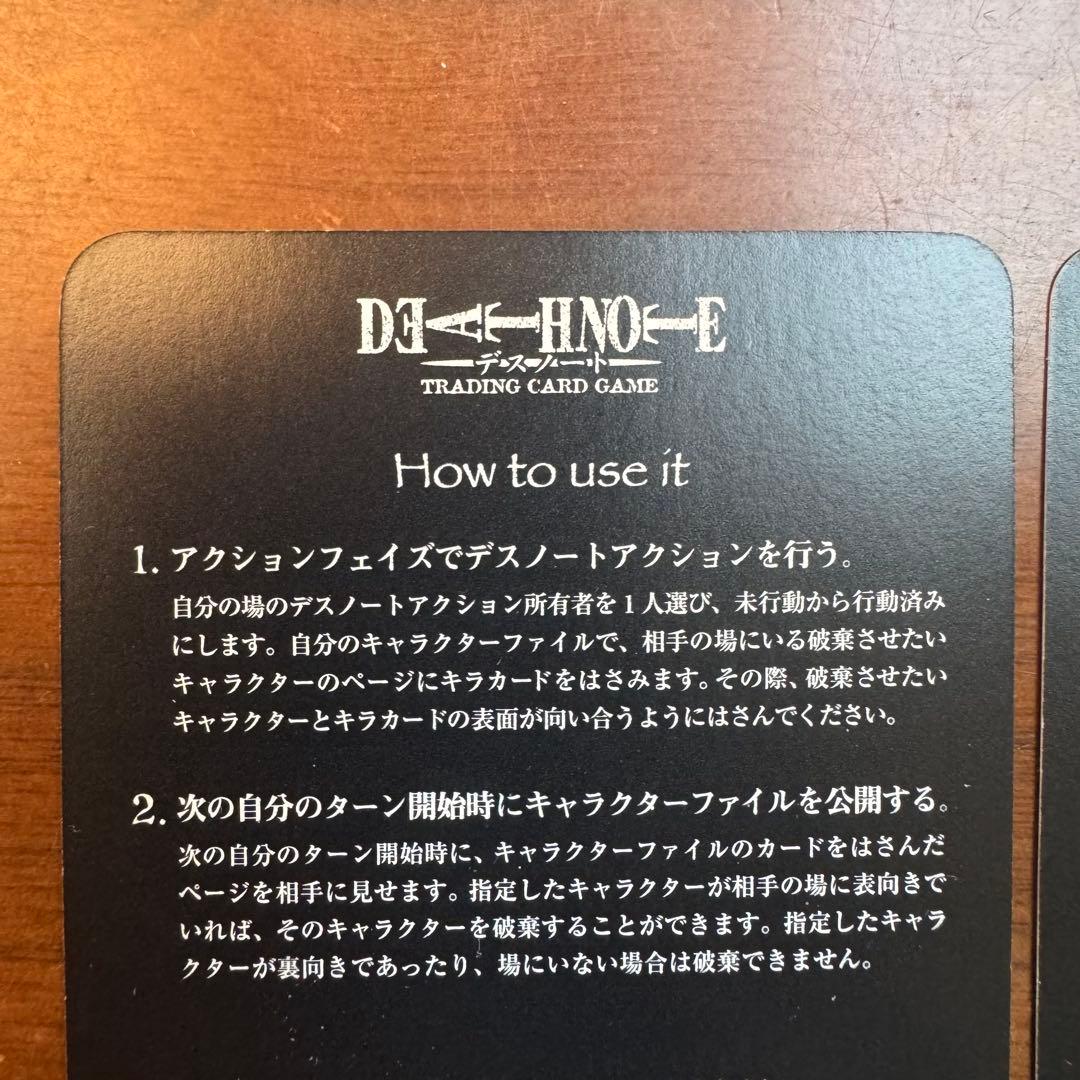 DEATH NOTE
デスノート
TRADING CARD GAME
How to use it
1. アクションフェイズでデスノートアクションを行う。
自分の場のデスノートアクション所有者を1人選び、未行動から行動済み
にします。自分のキャラクターファイルで、相手の場にいる破棄させたい
キャラクターのページにキラカードをはさみます。その際、破棄させたい
キャラクターとキラカードの表面が向い合うようにはさんでください。
2. 次の自分のターン開始時にキャラクターファイルを公開する。
次の自分のターン開始時に、キャラクターファイルのカードをはさんだ
ページを相手に見せます。指定したキャラクターが相手の場に表向きで
いれば、そのキャラクターを破棄することができます。指定したキャラ
クターが裏向きであったり、場にいない場合は破棄できません。